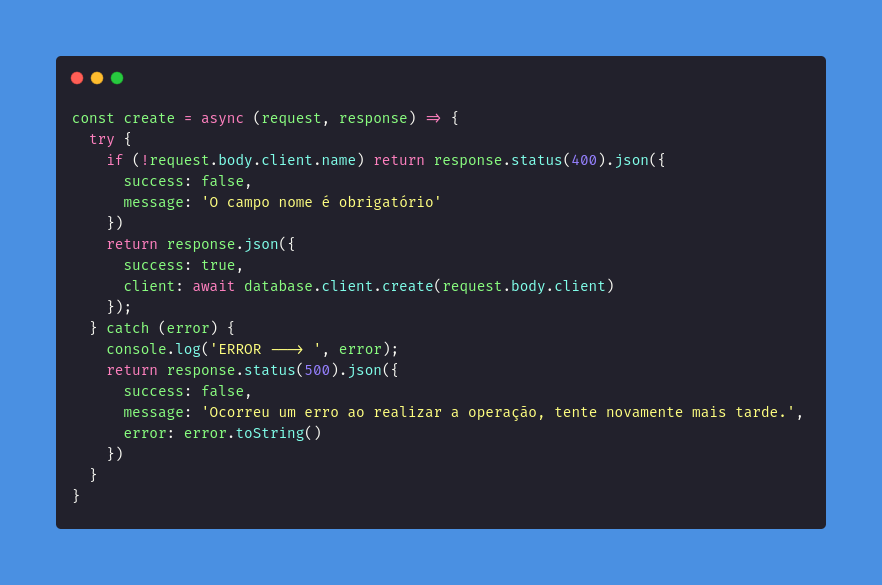 const create = async (request, response) => {
  try {
    if (!request.body.client.name) return response.status(400).json({
      success: false,
      message: 'O campo nome é obrigatório'
    })
    return response.json({
      success: true,
      client: await database.client.create(request.body.client)
    });
  } catch (error) {
    console.log('ERROR ---> ', error);
    return response.status(500).json({
      success: false,
      message: 'Ocorreu um erro ao realizar a operação, tente novamente mais tarde.',
      error: error.toString()
    })
  }
}